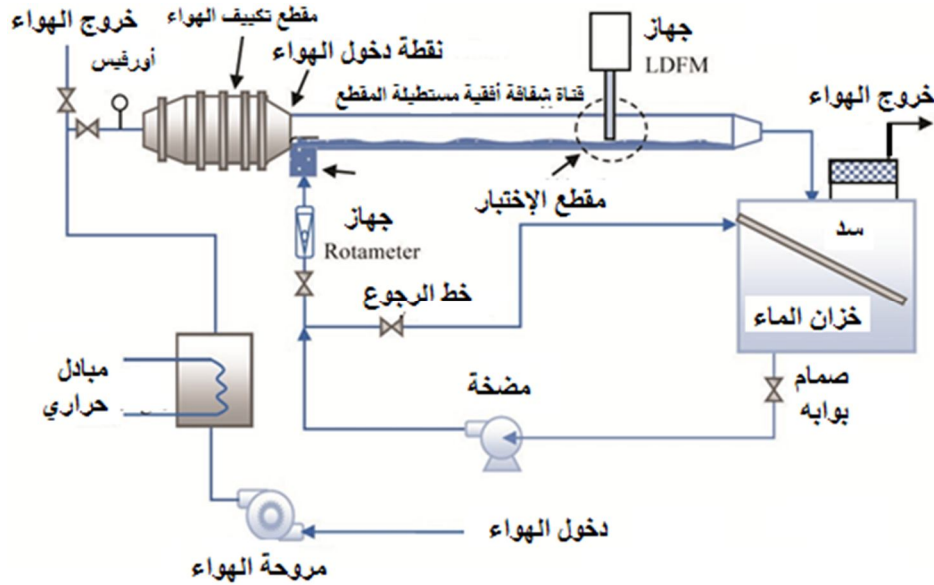 خروج الهواء
مقطع تكييف الهواء
أورفيس
نقطة دخول الهواء
جهاز
LDFM
قناة شفافة أفقية مستطيلة المقطع
خروج الهواء
مقطع الإختبار
جهاز
Rotameter
سد
خط الرجوع
خزان الماء
مبادل
حراري
مضخة
صمام
بوابه
دخول الهواء
مروحة الهواء